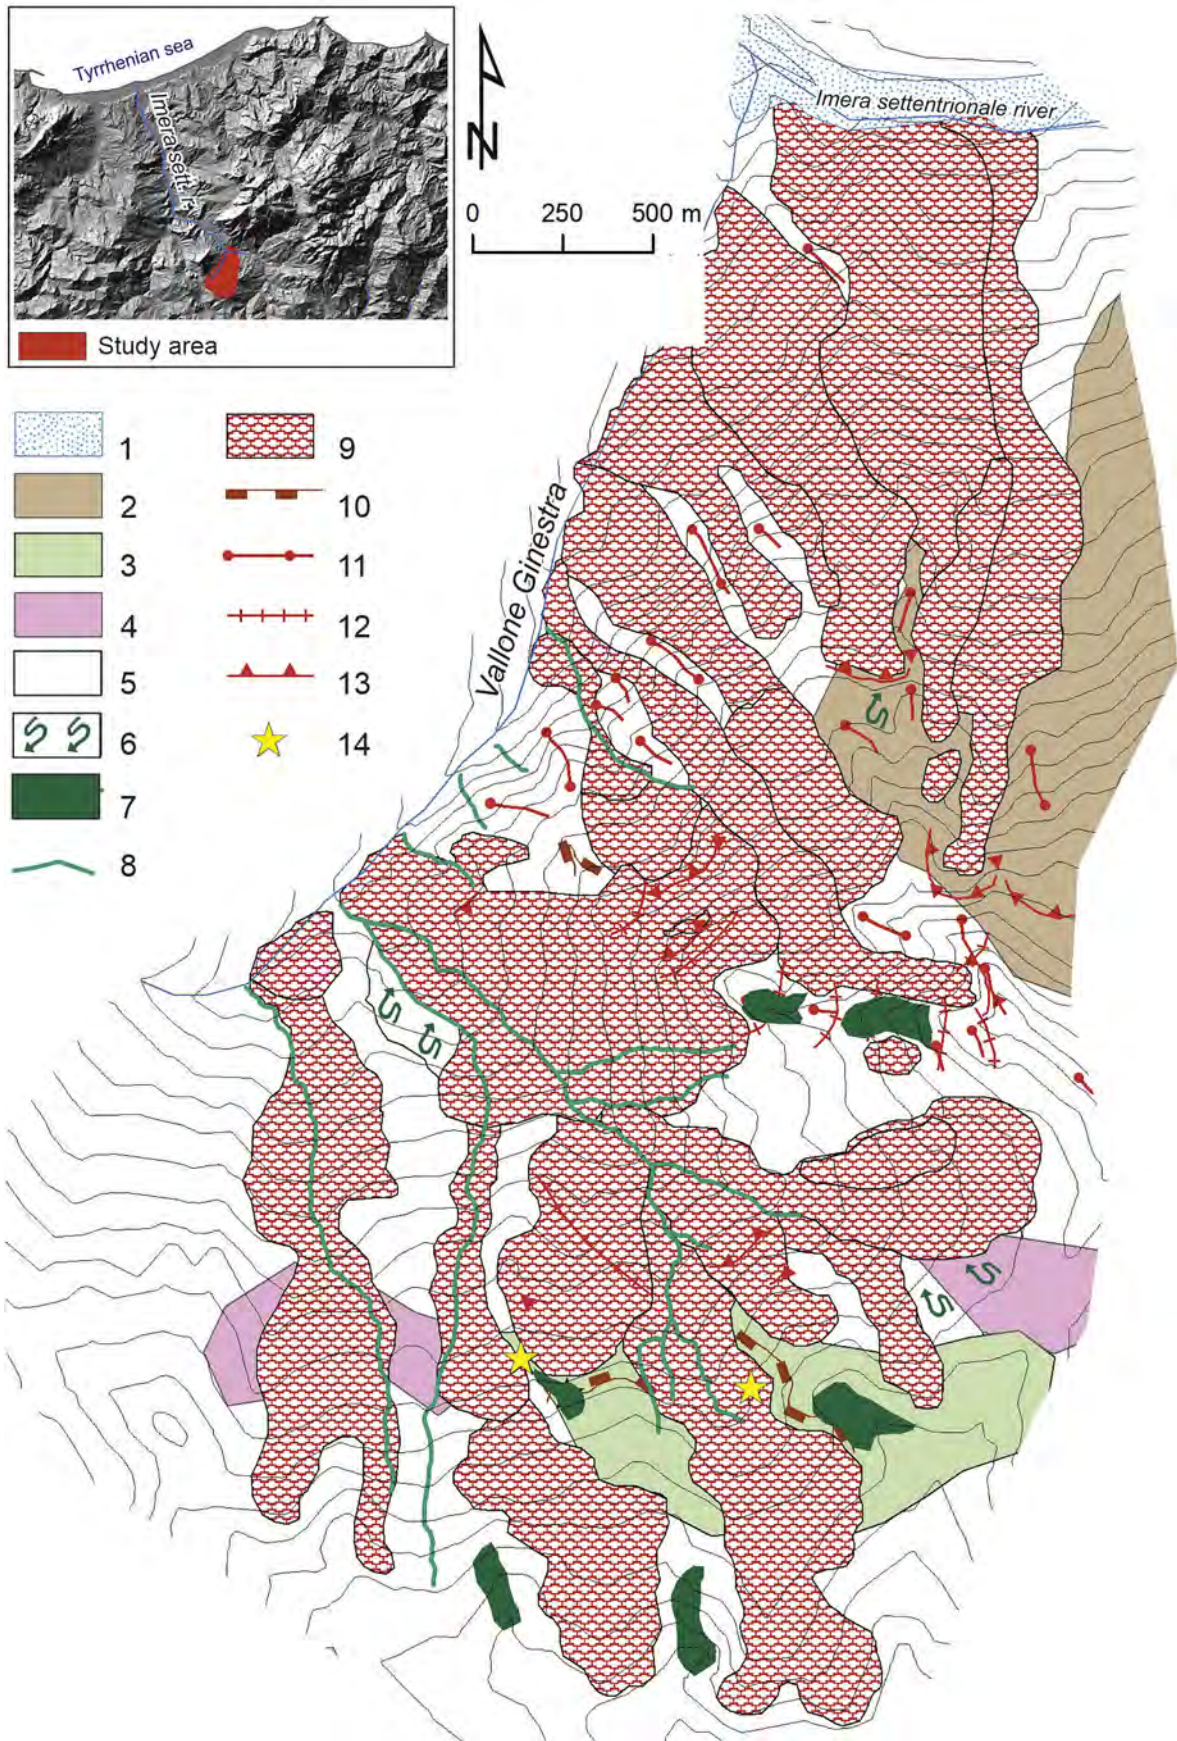 Tyrrhenian sea
Imera sett. r.
Study area
N
0 250 500 m
Imera settentrionale river
Vallone Ginestra
1
2
3
4
5
6
7
8
9
10
11
12
13
14